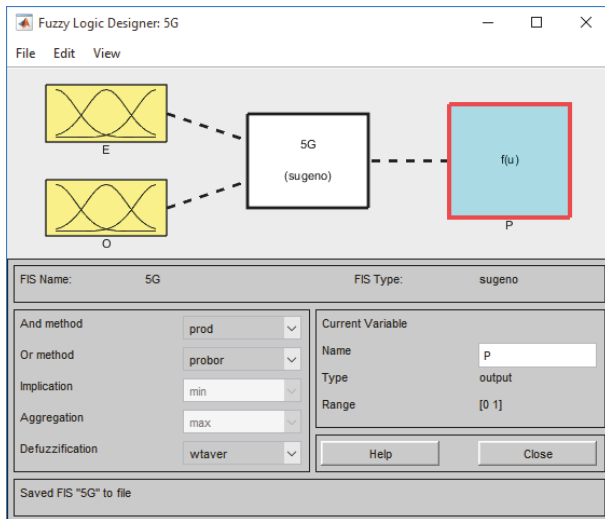 Fuzzy Logic Designer: 5G
File Edit View
E
O
5G
(sugeno)
f(u)
P
FIS Name: 5G FIS Type: sugeno
And method prod
Or method probor
Implication min
Aggregation max
Defuzzification wtaver
Current Variable
Name P
Type output
Range [0 1]
Help Close
Saved FIS "5G" to file